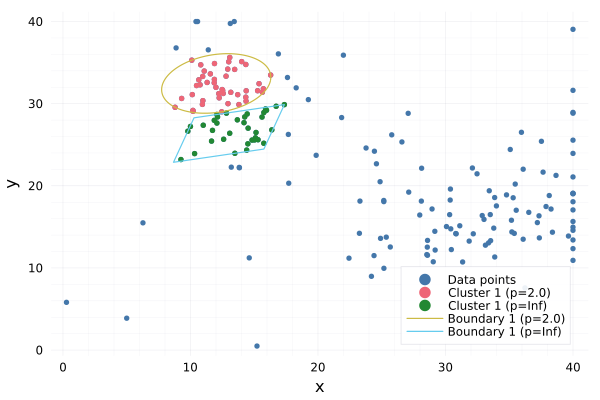 40
30
20
10
0
y
0
10
20
30
40
x
Data points
Cluster 1 (p=2.0)
Cluster 1 (p=Inf)
Boundary 1 (p=2.0)
Boundary 1 (p=Inf)